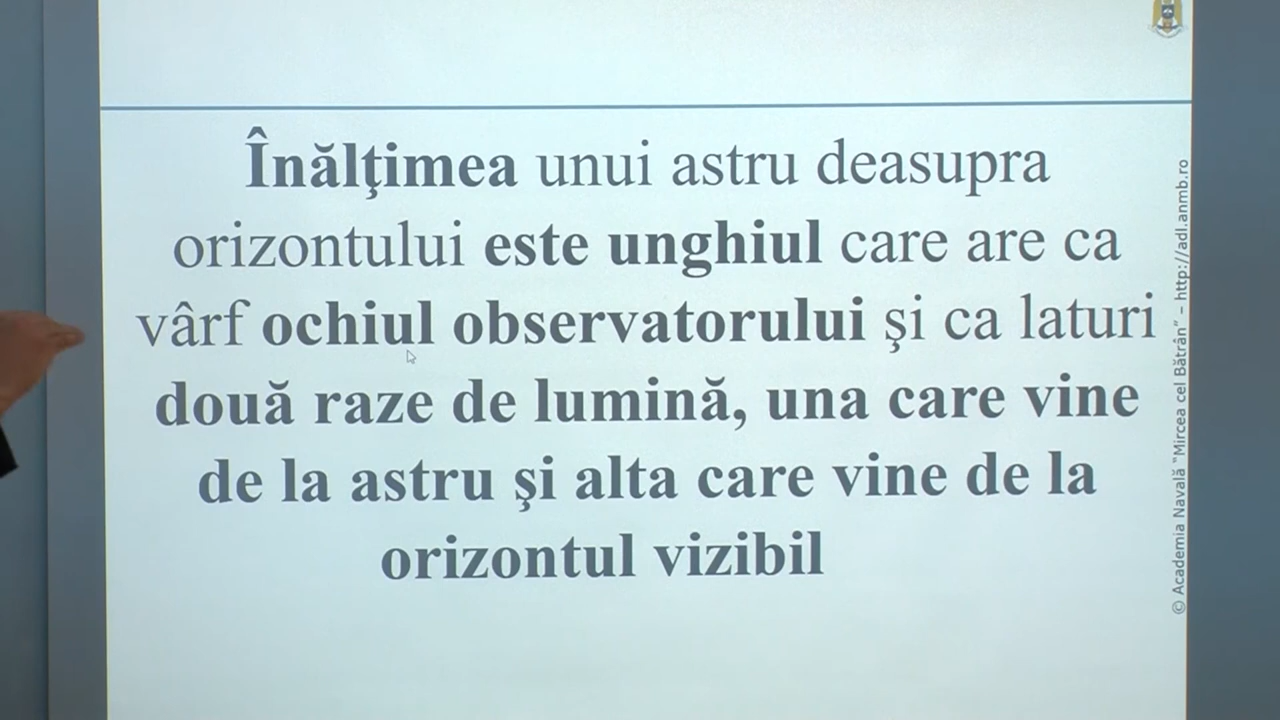 Înălţimea unui astru deasupra
orizontului este unghiul care are ca
vârf ochiul observatorului şi ca laturi
două raze de lumină, una care vine
de la astru şi alta care vine de la
orizontul vizibil
© Academia Navală "Mircea cel Bătrân" – http://adl.anmb.ro